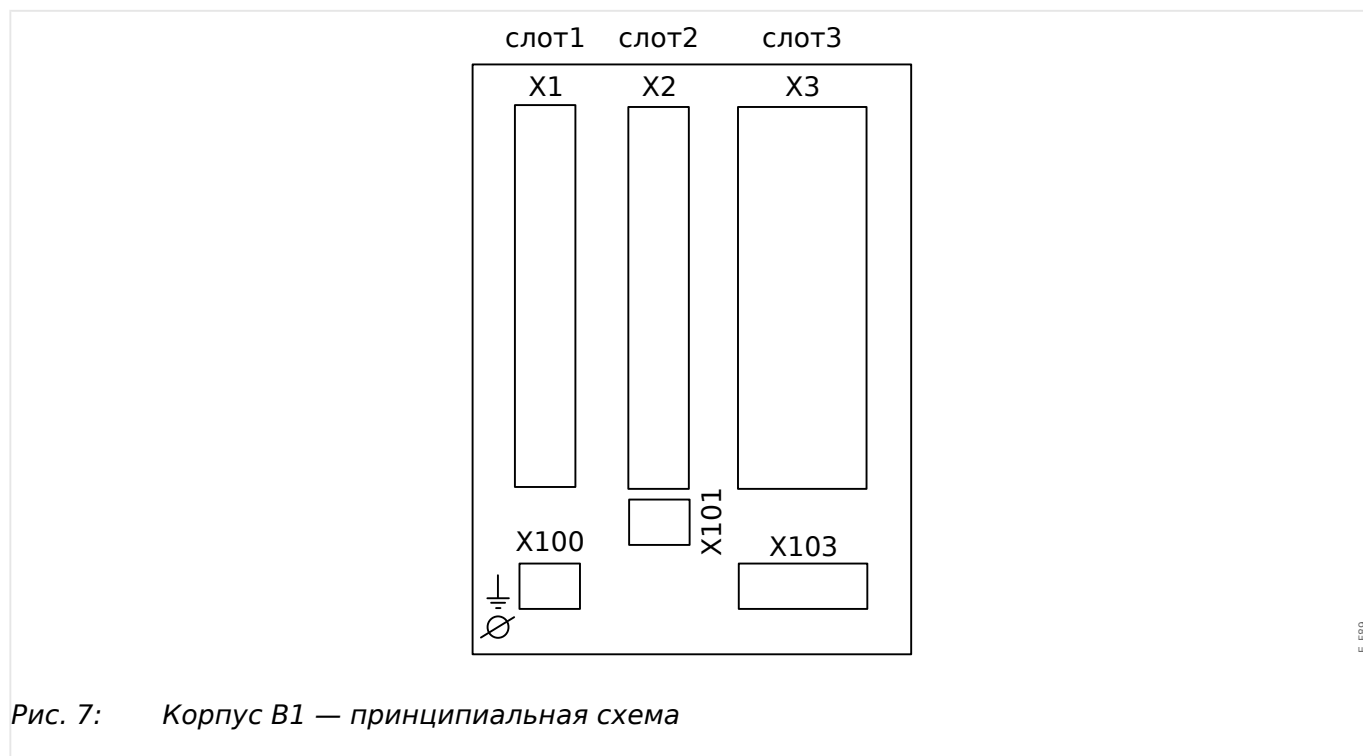 слот1 слот2 слот3
X1 X2 X3
X101
X100 X103
Рис. 7: Корпус B1 — принципиальная схема